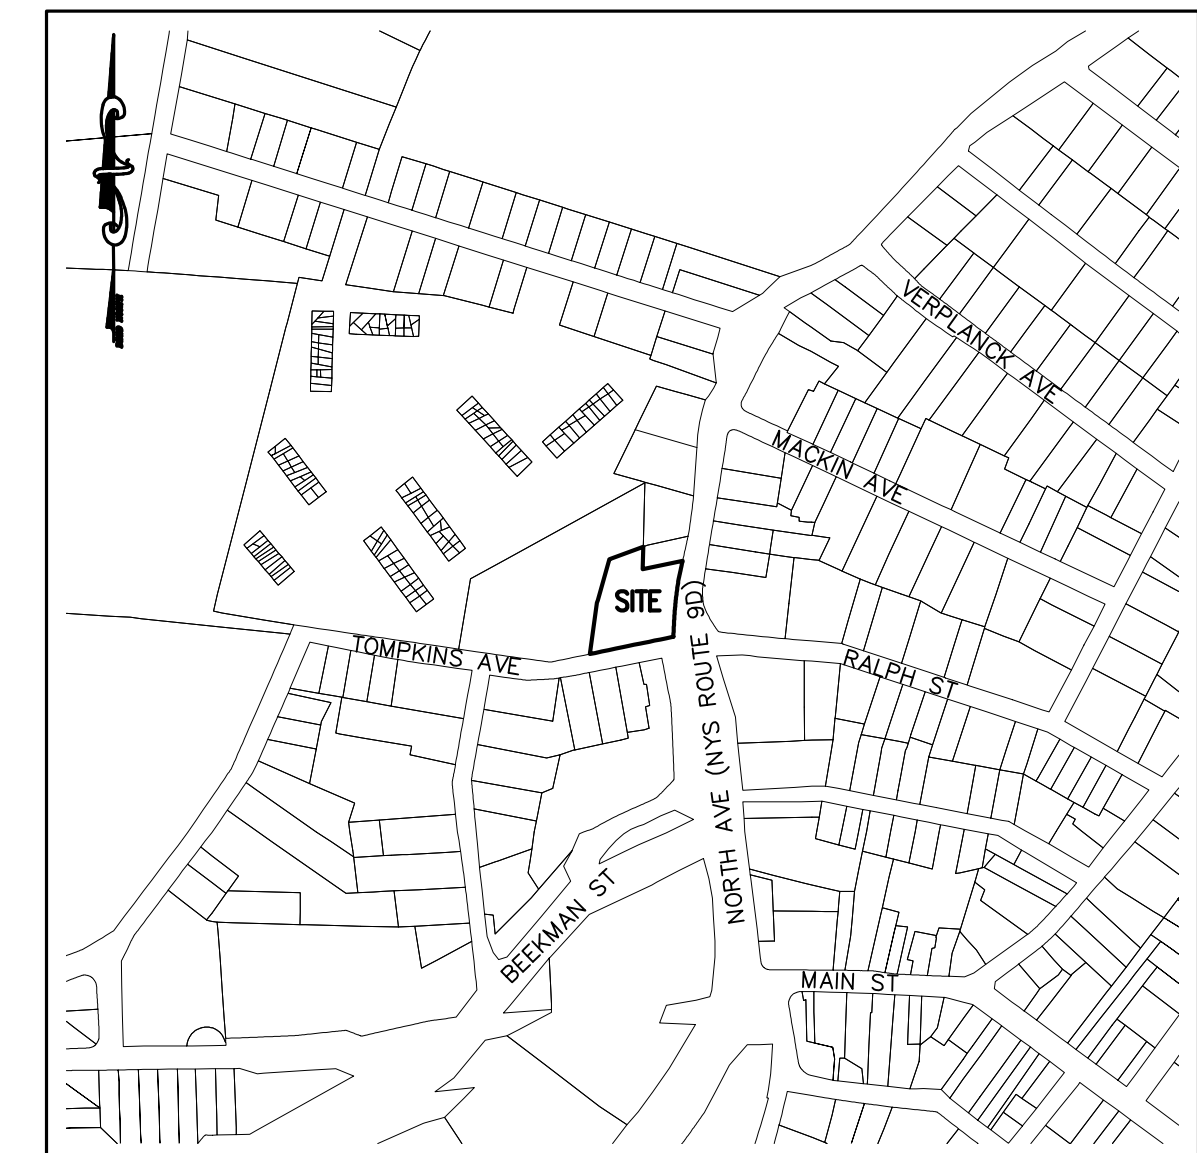 VERPLANCK AVE
MACKIN AVE
SITE
TOMPKINS AVE
RALPH ST
NORTH AVE (NYS ROUTE 9D)
BEEKMAN ST
MAIN ST